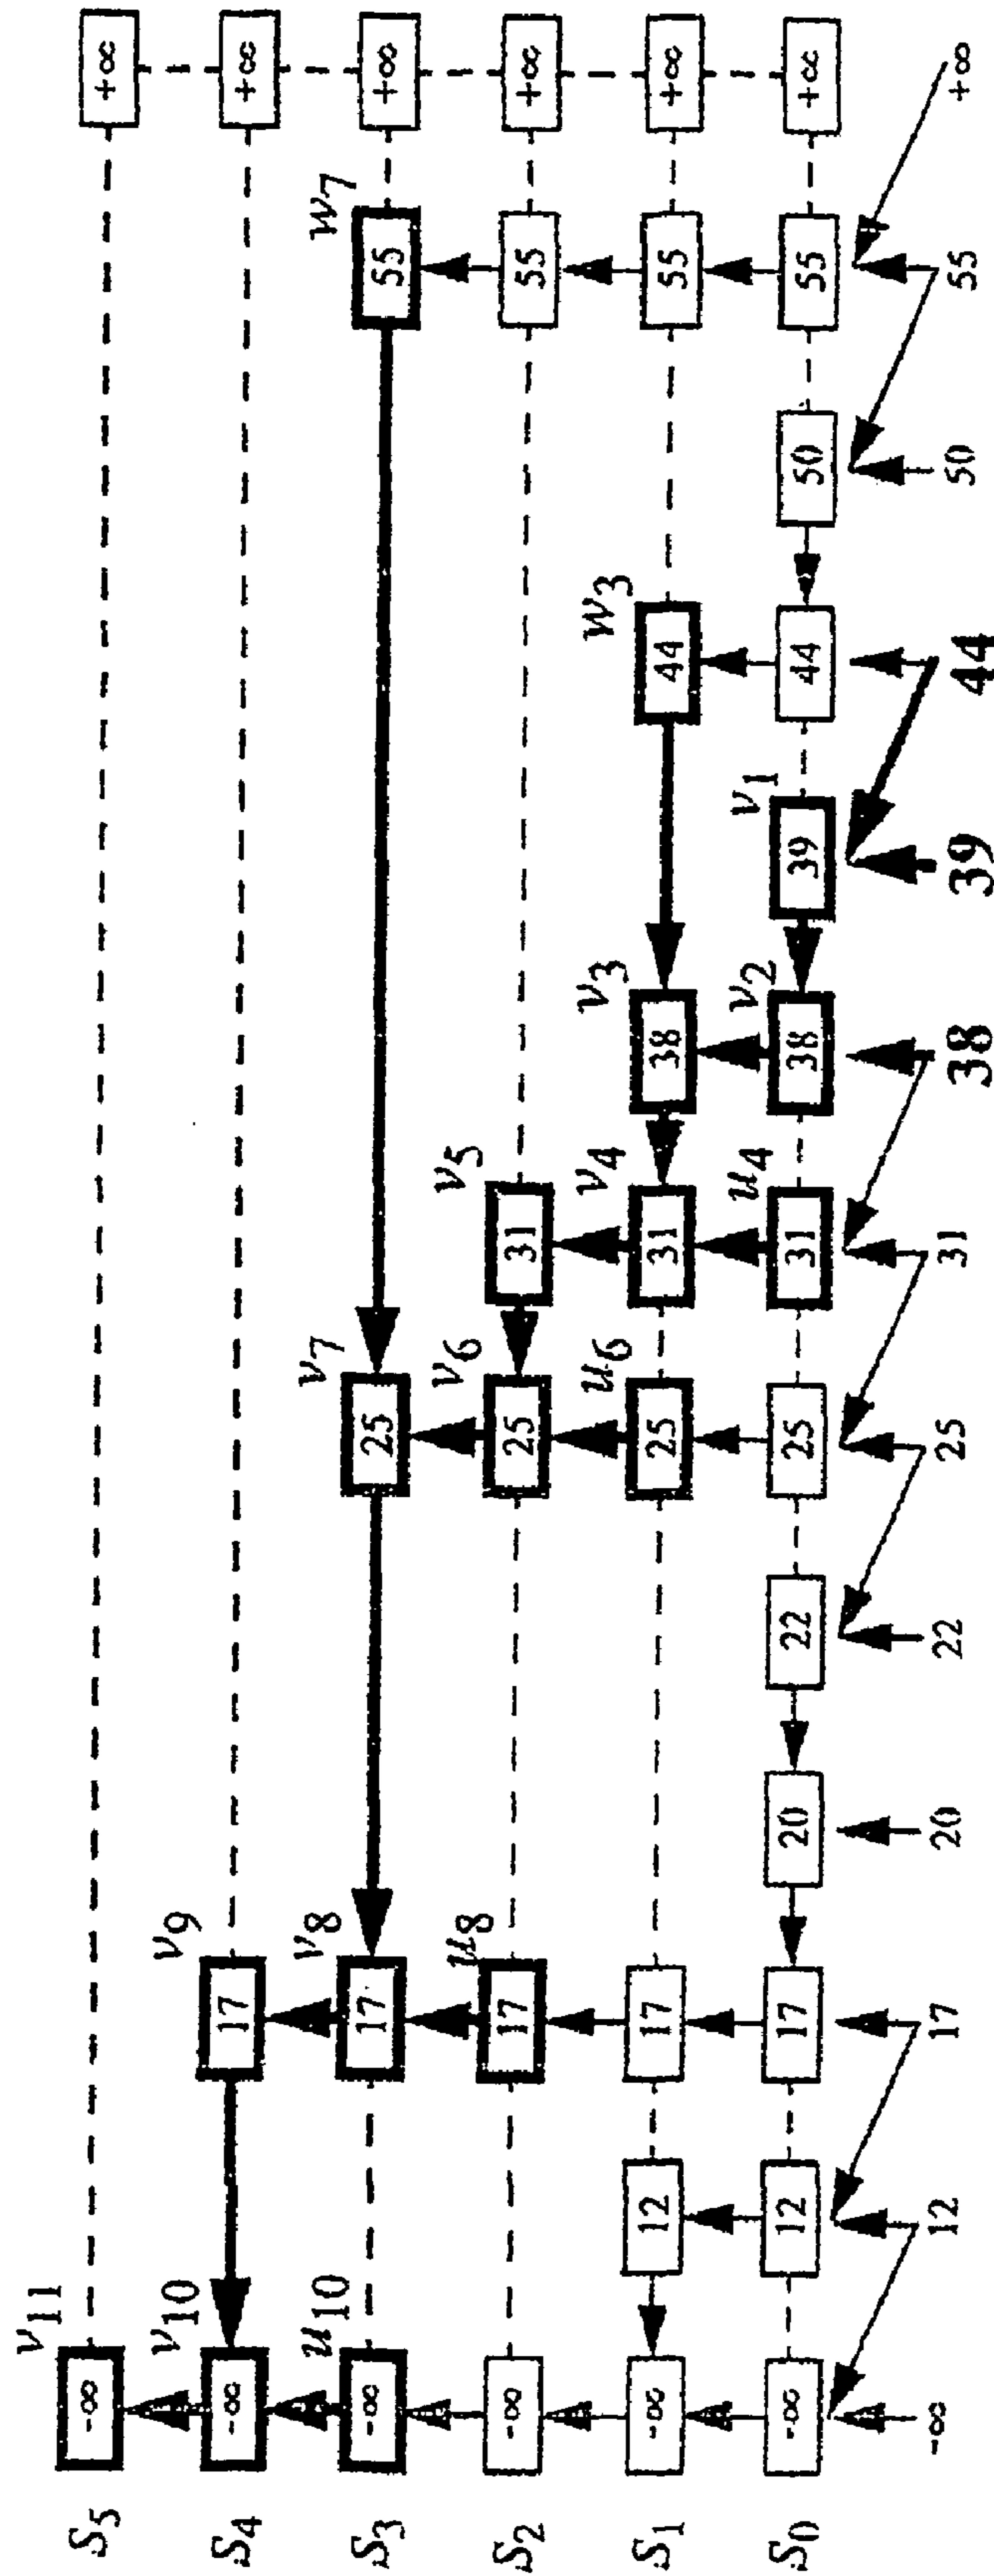 v11
S5 -∞ +∞
v10 v9
S4 -∞ 17 +∞
u10 v8 v7 w7
S3 -∞ 17 25 55 +∞
u8 v6 v5
S2 -∞ 17 25 31 55 +∞
u6 v4 v3 w3
S1 -∞ 12 17 25 31 38 44 55 +∞
u4 v2 v1
S0 -∞ 12 17 20 22 25 31 38 39 44 50 55 +∞
-∞ 12 17 20 22 25 31 38 39 44 50 55 +∞